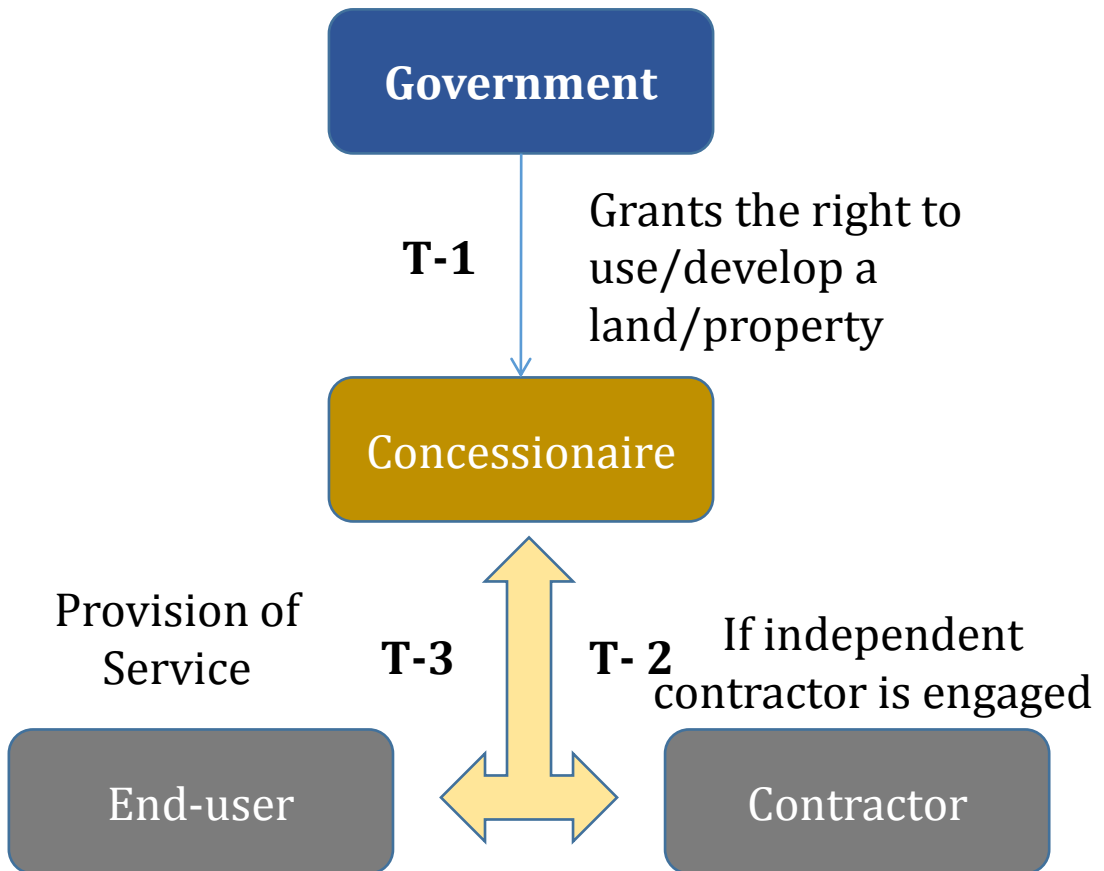 Government
T-1
Grants the right to
use/develop a
land/property
Concessionaire
Provision of
Service
T-3
T- 2
If independent
contractor is engaged
End-user
Contractor